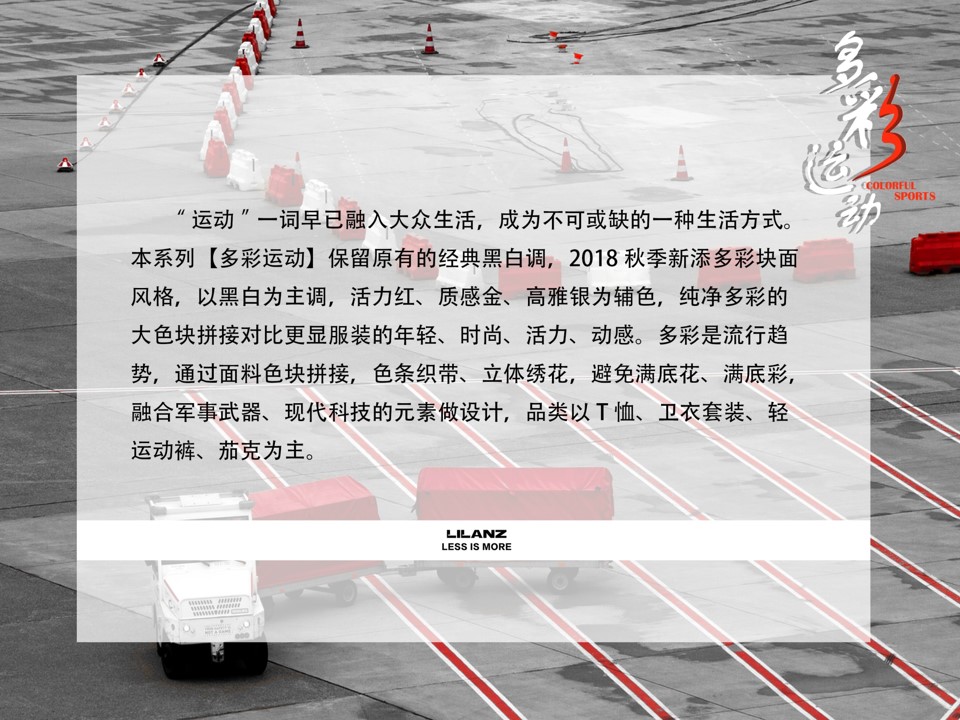 多彩运动
COLORFUL
SPORTS
“运动”一词早已融入大众生活，成为不可或缺的一种生活方式。
本系列【多彩运动】保留原有的经典黑白调，2018 秋季新添多彩块面
风格，以黑白为主调，活力红、质感金、高雅银为辅色，纯净多彩的
大色块拼接对比更显服装的年轻、时尚、活力、动感。多彩是流行趋
势，通过面料色块拼接，色条织带、立体绣花，避免满底花、满底彩，
融合军事武器、现代科技的元素做设计，品类以 T 恤、卫衣套装、轻
运动裤、茄克为主。
LILANZ
LESS IS MORE